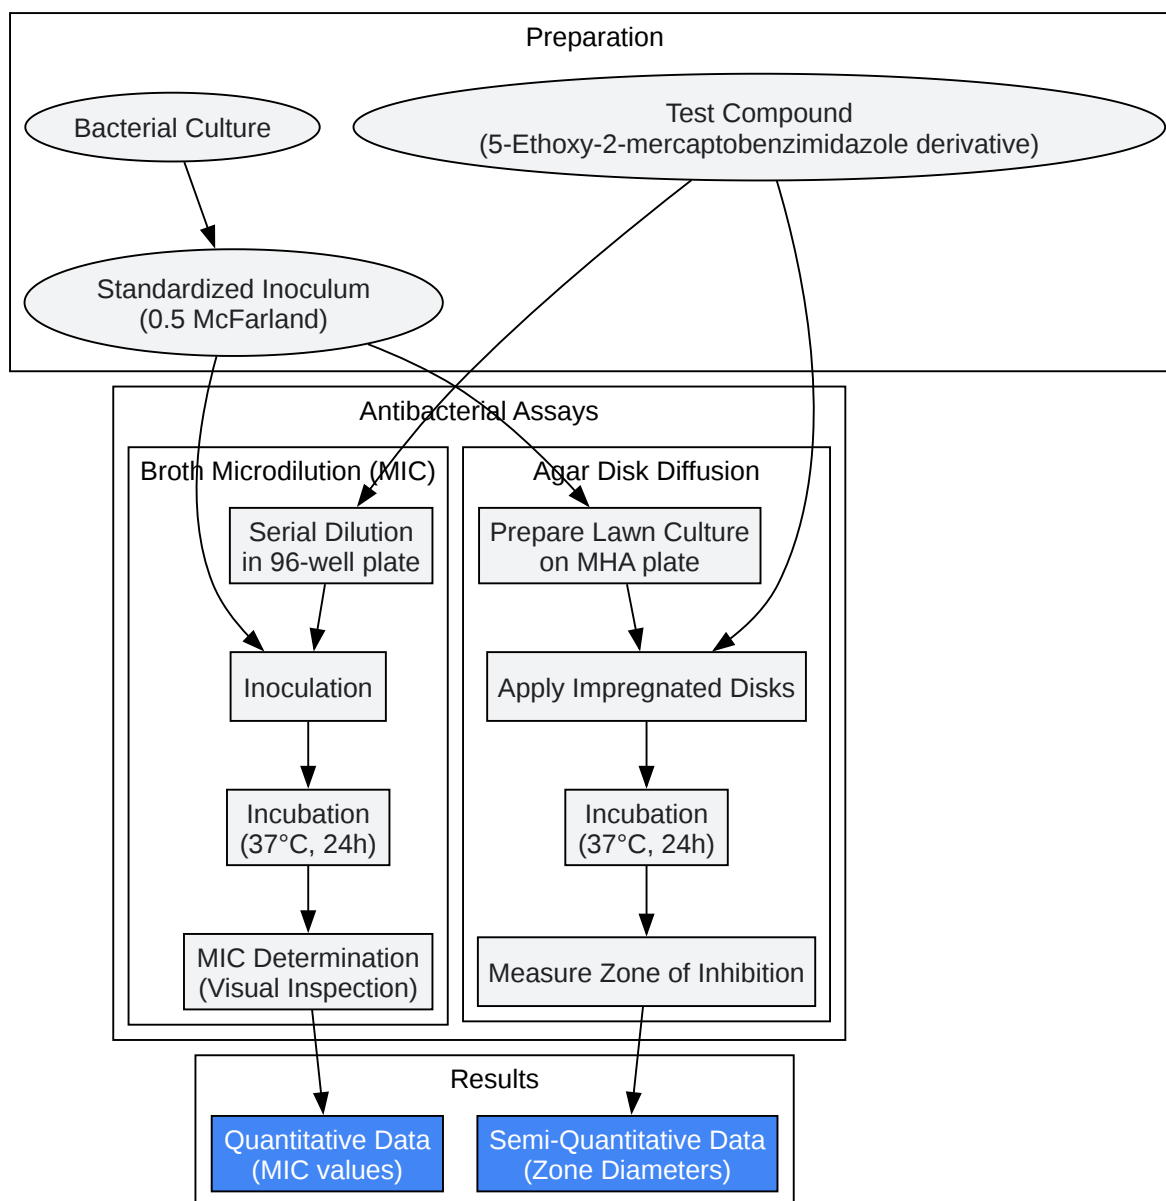 Preparation
Bacterial Culture
Test Compound
(5-Ethoxy-2-mercaptobenzimidazole derivative)
Standardized Inoculum
(0.5 McFarland)
Antibacterial Assays
Broth Microdilution (MIC)
Agar Disk Diffusion
Serial Dilution
in 96-well plate
Prepare Lawn Culture
on MHA plate
Inoculation
Apply Impregnated Disks
Incubation
(37°C, 24h)
Incubation
(37°C, 24h)
MIC Determination
(Visual Inspection)
Measure Zone of Inhibition
Results
Quantitative Data
(MIC values)
Semi-Quantitative Data
(Zone Diameters)